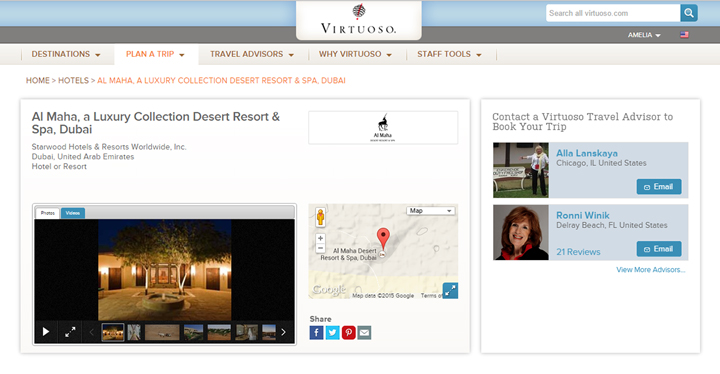 VIRTUOSO.
Search all virtuoso.com
AMELIA
DESTINATIONS
PLAN A TRIP
TRAVEL ADVISORS
WHY VIRTUOSO
STAFF TOOLS
HOME > HOTELS > AL MAHA, A LUXURY COLLECTION DESERT RESORT & SPA, DUBAI
Al Maha, a Luxury Collection Desert Resort &
Spa, Dubai
Starwood Hotels & Resorts Worldwide, Inc.
Dubai, United Arab Emirates
Hotel or Resort
Al Maha
Photos
Videos
Map
Al Maha Desert
Resort & Spa, Dubai
Google
Map data ©2015 Google
Terms of
Share
Contact a Virtuoso Travel Advisor to
Book Your Trip
Alla Lanskaya
Chicago, IL United States
Email
Ronni Winik
Delray Beach, FL United States
21 Reviews
Email
View More Advisors...